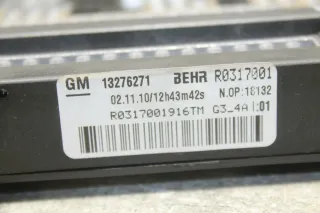 GM 13276271 BEHR R0317001
02.11.10/12h43m42s N.OP:16132
R0317001916TM G3_4A I:01